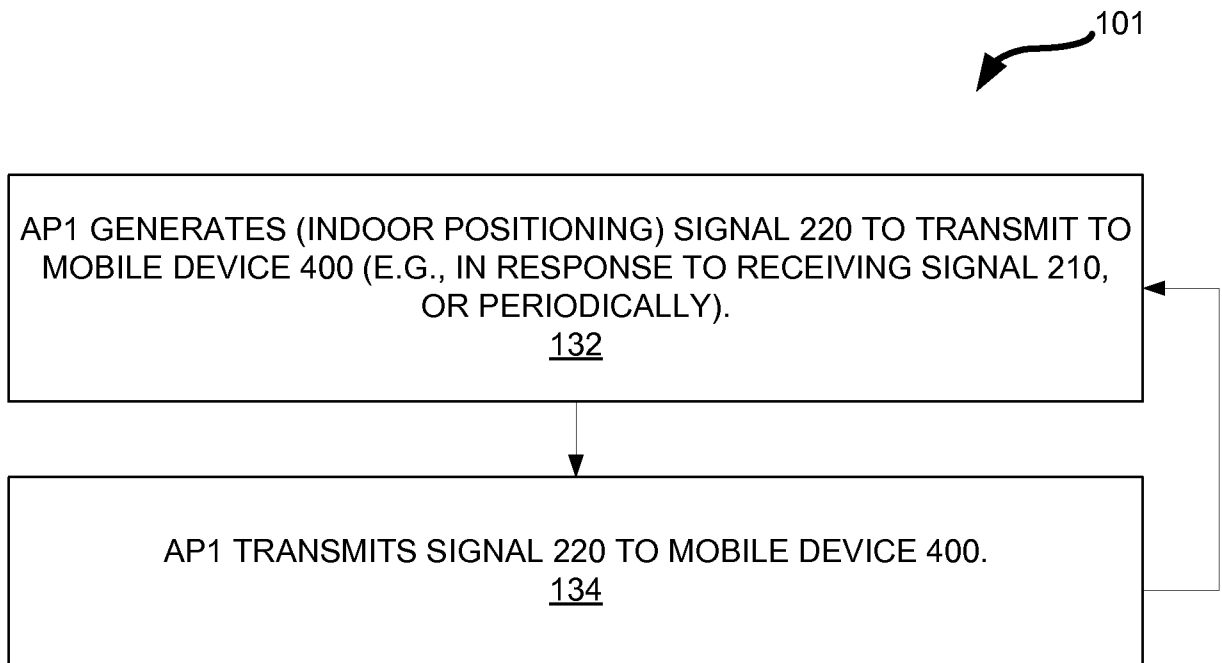 101
AP1 GENERATES (INDOOR POSITIONING) SIGNAL 220 TO TRANSMIT TO
MOBILE DEVICE 400 (E.G., IN RESPONSE TO RECEIVING SIGNAL 210,
OR PERIODICALLY).
132
AP1 TRANSMITS SIGNAL 220 TO MOBILE DEVICE 400.
134